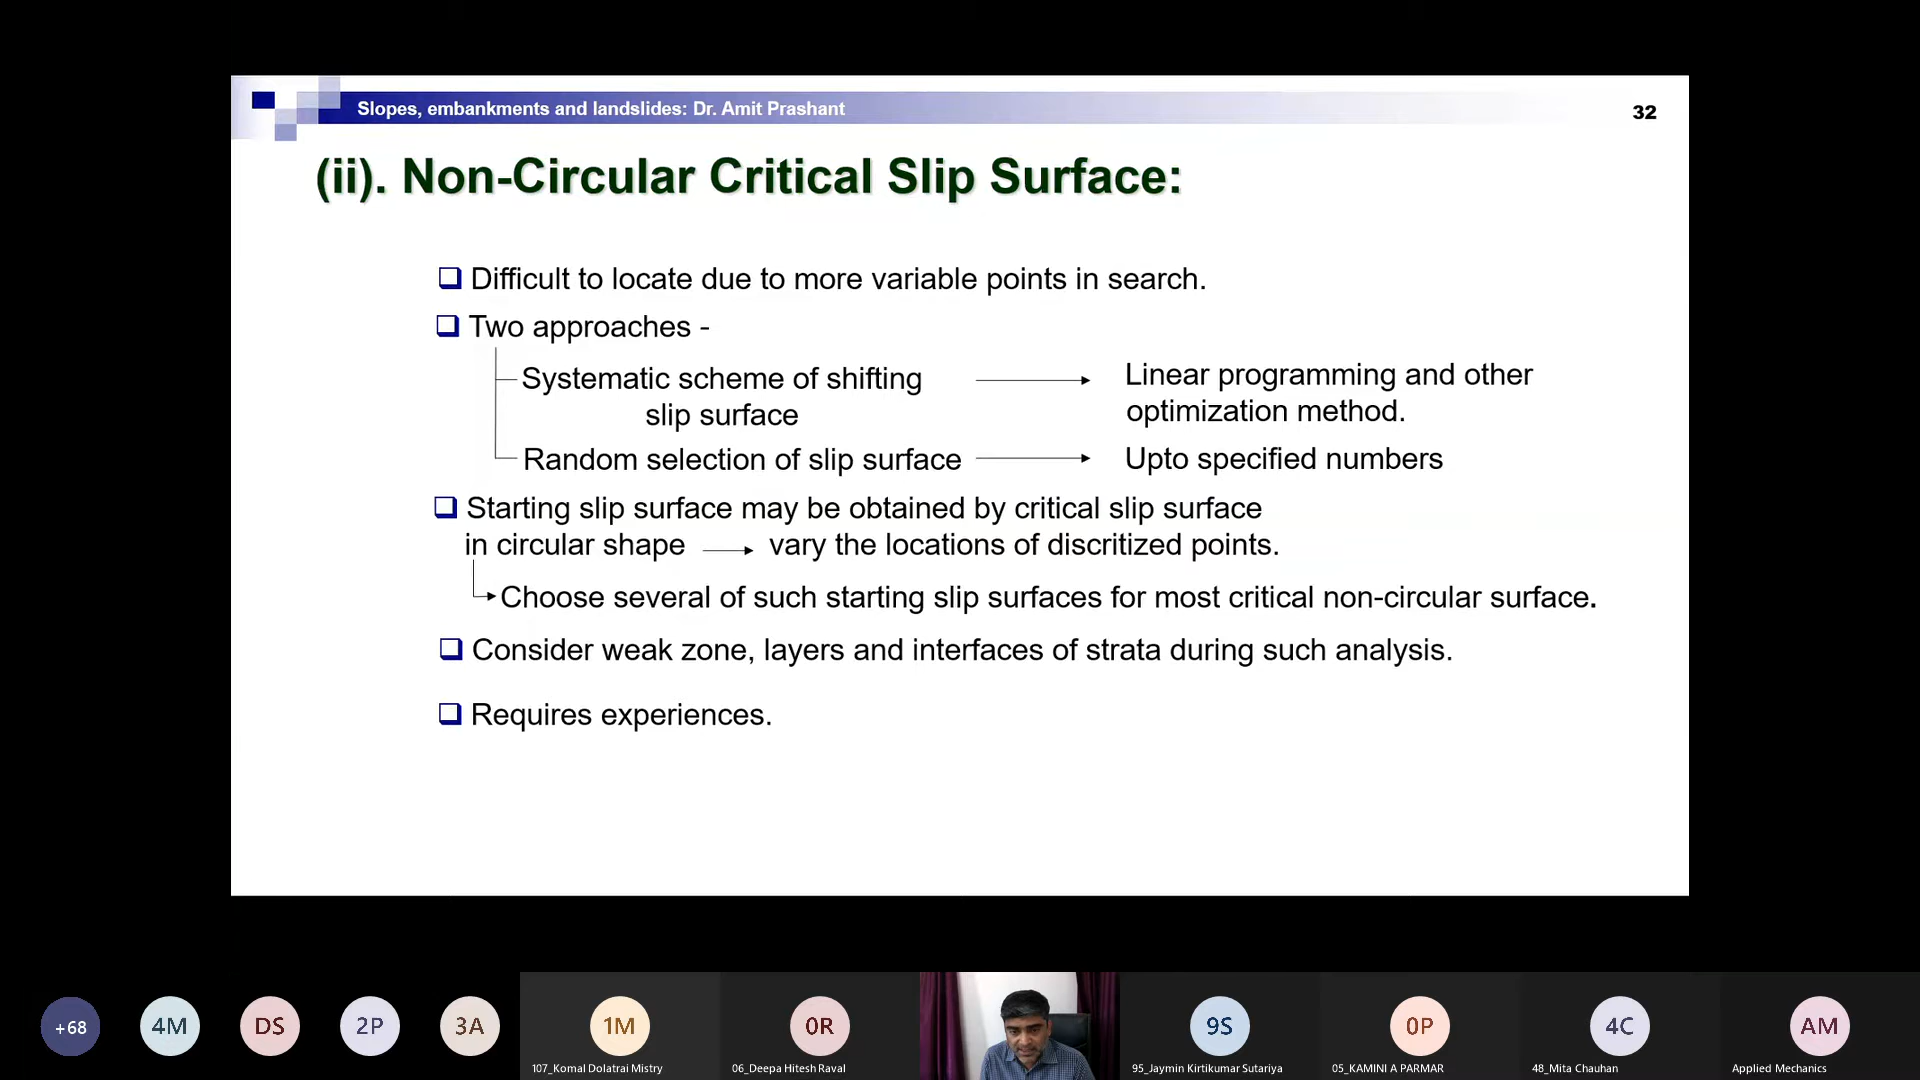 Slopes, embankments and landslides: Dr. Amit Prashant
32
(ii). Non-Circular Critical Slip Surface:
Difficult to locate due to more variable points in search.
Two approaches -
Systematic scheme of shifting
slip surface
Linear programming and other
optimization method.
Random selection of slip surface
Upto specified numbers
Starting slip surface may be obtained by critical slip surface
in circular shape vary the locations of discritized points.
Choose several of such starting slip surfaces for most critical non-circular surface.
Consider weak zone, layers and interfaces of strata during such analysis.
Requires experiences.
+68
4M
DS
2P
3A
1M
0R
9S
0P
4C
AM
107_Komal Dolatrai Mistry
06_Deepa Hitesh Raval
95_Jaymin Kirtikumar Sutariya
05_KAMINI A PARMAR
48_Mita Chauhan
Applied Mechanics